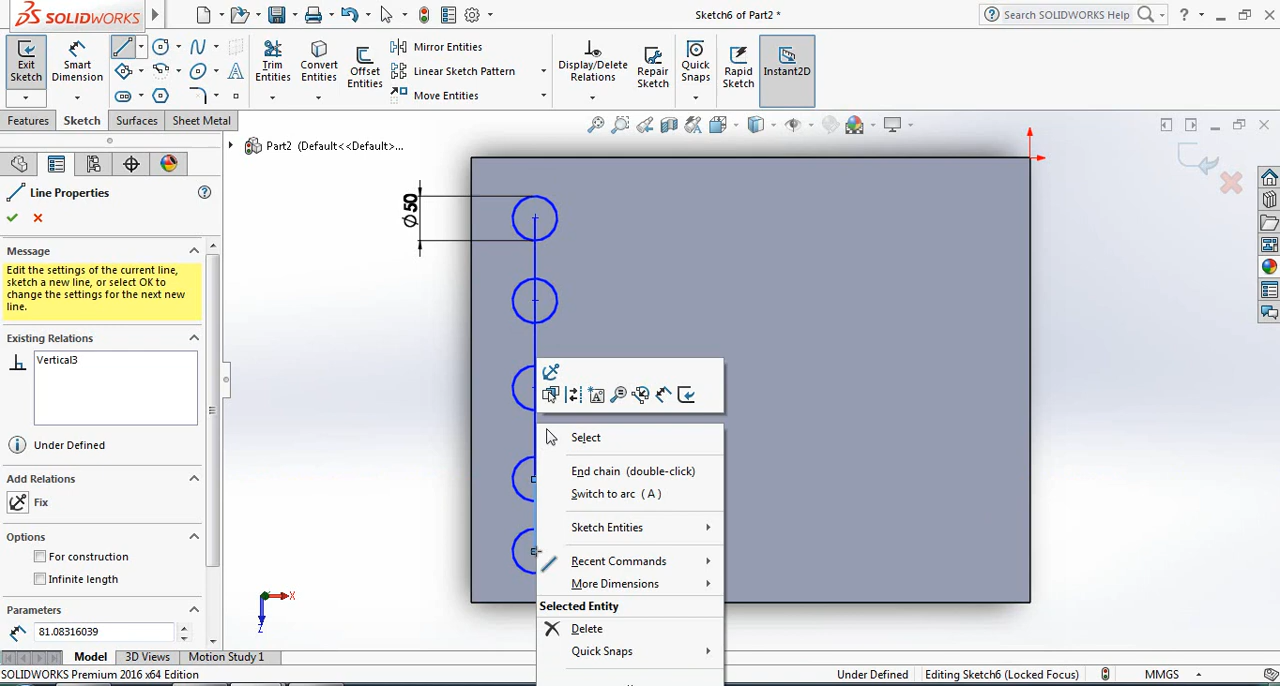 3S SOLIDWORKS
Sketch6 of Part2 *
Search SOLIDWORKS Help
?
Exit Sketch
Smart Dimension
Trim Entities
Convert Entities
Offset Entities
Mirror Entities
Linear Sketch Pattern
Move Entities
Display/Delete Relations
Repair Sketch
Quick Snaps
Rapid Sketch
Instant2D
Features
Sketch
Surfaces
Sheet Metal
Part2 (Default<<Default>...
Line Properties
?
Message
Edit the settings of the current line,
sketch a new line, or select OK to
change the settings for the next new
line.
Existing Relations
Vertical3
Under Defined
Add Relations
Fix
Options
For construction
Infinite length
Parameters
81.08316039
Ø50
Select
End chain (double-click)
Switch to arc ( A )
Sketch Entities
Recent Commands
More Dimensions
Selected Entity
Delete
Quick Snaps
X
Z
Model
3D Views
Motion Study 1
SOLIDWORKS Premium 2016 x64 Edition
Under Defined
Editing Sketch6 (Locked Focus)
MMGS